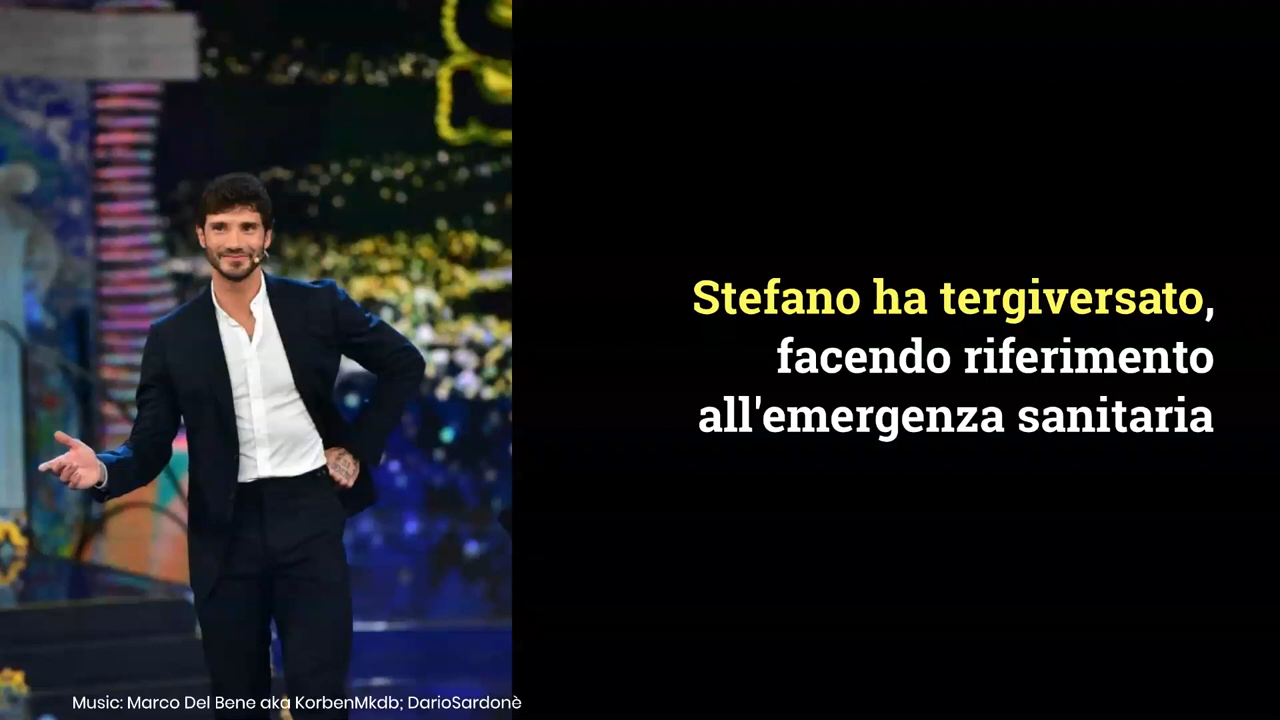 Stefano ha tergiversato,
facendo riferimento
all'emergenza sanitaria
Music: Marco Del Bene aka KorbenMkdb; DarioSardonè